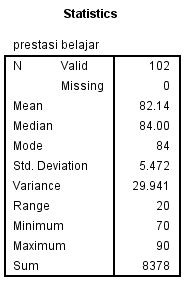 Statistics
prestasi belajar
N Valid 102
Missing 0
Mean 82.14
Median 84.00
Mode 84
Std. Deviation 5.472
Variance 29.941
Range 20
Minimum 70
Maximum 90
Sum 8378